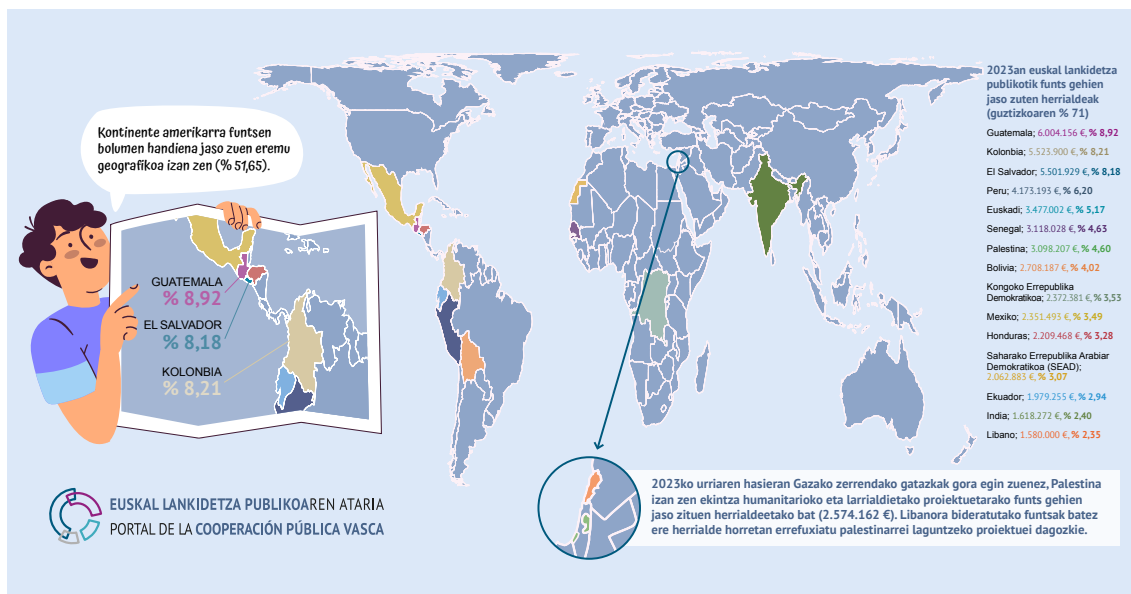 Kontinente amerikarra funtsen
bolumen handiena jaso zuen eremu
geografikoa izan zen (% 51,65).
GUATEMALA
% 8,92
EL SALVADOR
% 8,18
KOLONBIA
% 8,21
EUSKAL LANKIDETZA PUBLIKOAREN ATARIA
PORTAL DE LA COOPERACIÓN PÚBLICA VASCA
2023an euskal lankidetza
publikotik funts gehien
jaso zuten herrialdeak
(guztizkoaren % 71)
Guatemala; 6.004.156 €, % 8,92
Kolonbia; 5.523.900 €, % 8,21
El Salvador; 5.501.929 €, % 8,18
Peru; 4.173.193 €, % 6,20
Euskadi; 3.477.002 €, % 5,17
Senegal; 3.118.028 €, % 4,63
Palestina; 3.098.207 €, % 4,60
Bolivia; 2.708.187 €, % 4,02
Kongoko Errepublika
Demokratikoa; 2.372.381 €, % 3,53
Mexiko; 2.351.493 €, % 3,49
Honduras; 2.209.468 €, % 3,28
Saharako Errepublika Arabiar
Demokratikoa (SEAD);
2.062.883 €, % 3,07
Ekuador; 1.979.255 €, % 2,94
India; 1.618.272 €, % 2,40
Libano; 1.580.000 €, % 2,35
2023ko urriaren hasieran Gazako zerrendako gatazkak gora egin zuenez, Palestina
izan zen ekintza humanitarioko eta larrialdietako proiektuetarako funts gehien
jaso zituen herrialdeetako bat (2.574.162 €). Libanora bideratutako funtsak batez
ere herrialde horretan errefuxiatu palestinarrei laguntzeko proiektuei dagozkie.